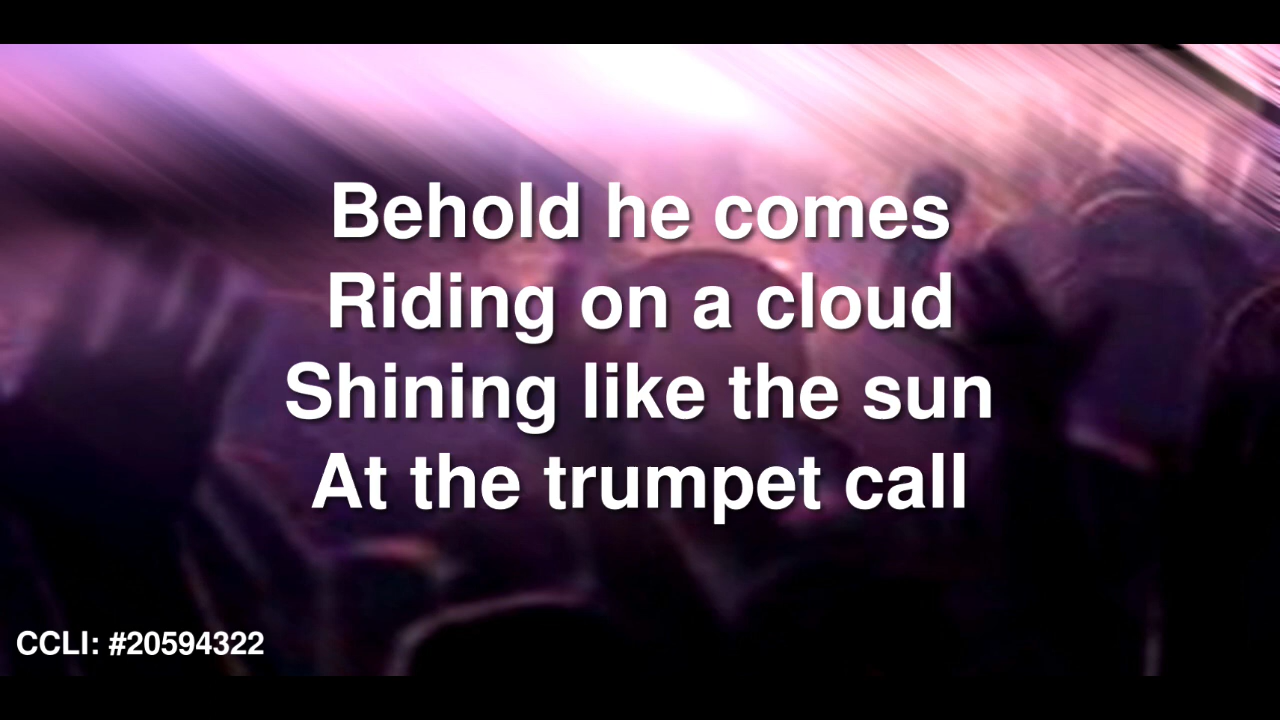 Behold he comes
Riding on a cloud
Shining like the sun
At the trumpet call
CCLI: #20594322